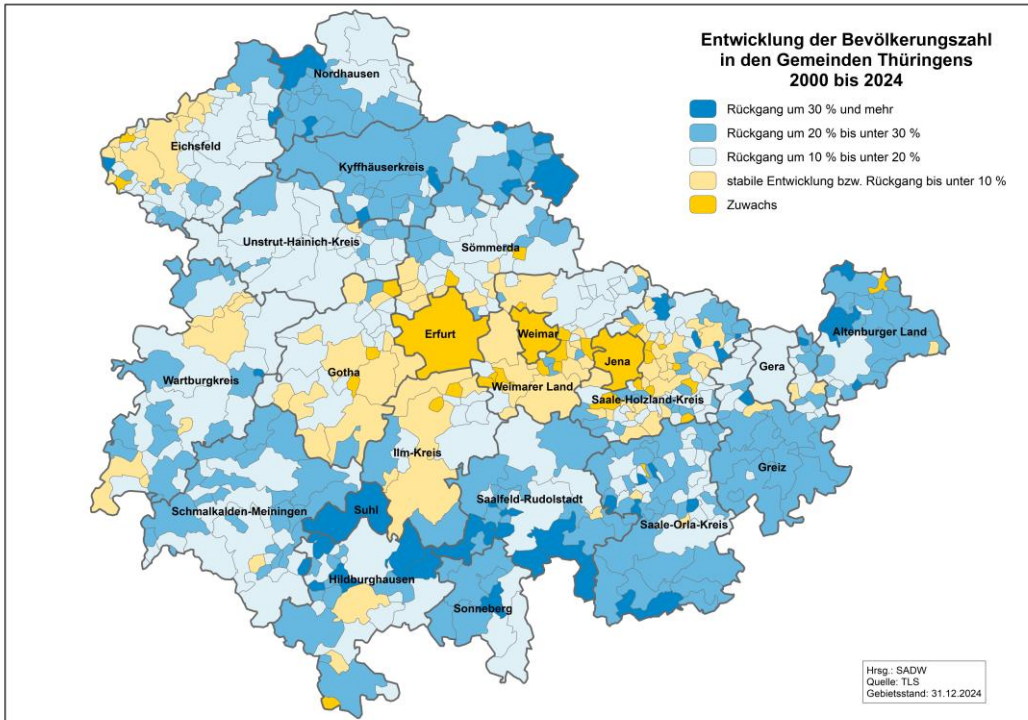 Entwicklung der Bevölkerungszahl
in den Gemeinden Thüringens
2000 bis 2024
Rückgang um 30 % und mehr
Rückgang um 20 % bis unter 30 %
Rückgang um 10 % bis unter 20 %
stabile Entwicklung bzw. Rückgang bis unter 10 %
Zuwachs
Nordhausen
Eichsfeld
Kyffhäuserkreis
Unstrut-Hainich-Kreis
Sömmerda
Erfurt
Weimar
Jena
Altenburger Land
Gera
Gotha
Wartburgkreis
Weimarer Land
Saale-Holzland-Kreis
Ilm-Kreis
Greiz
Saalfeld-Rudolstadt
Schmalkalden-Meiningen
Suhl
Saale-Orla-Kreis
Hildburghausen
Sonneberg
Hrsg.: SADW
Quelle: TLS
Gebietsstand: 31.12.2024